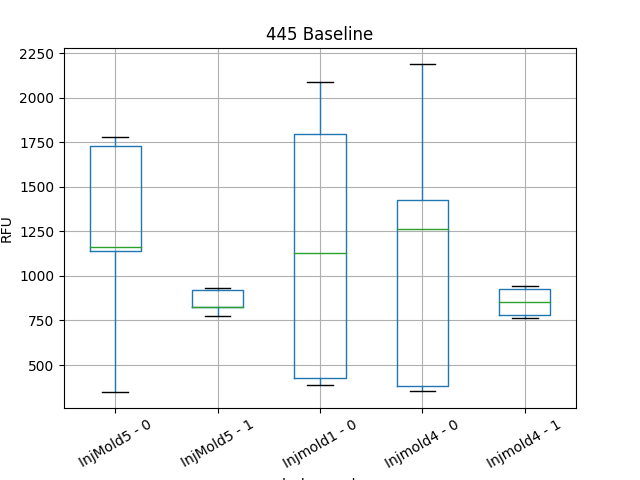 445 Baseline
2250
2000
1750
1500
1250
1000
750
500
RFU
InjMold5 - 0
InjMold5 - 1
Injmold1 - 0
Injmold4 - 0
Injmold4 - 1